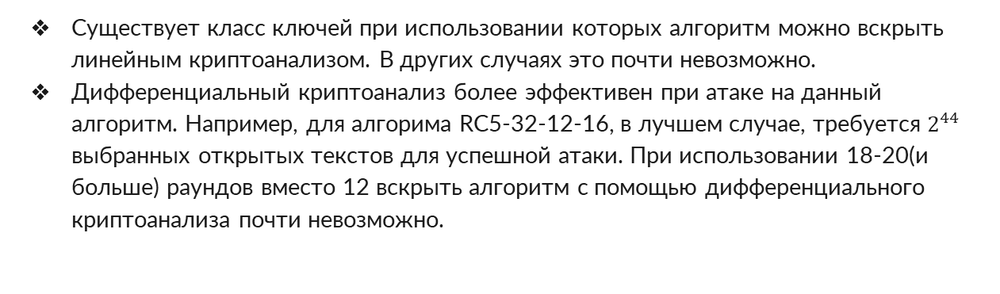 ❖ Существует класс ключей при использовании которых алгоритм можно вскрыть
линейным криптоанализом. В других случаях это почти невозможно.
❖ Дифференциальный криптоанализ более эффективен при атаке на данный
алгоритм. Например, для алгорима RC5-32-12-16, в лучшем случае, требуется 2⁴⁴
выбранных открытых текстов для успешной атаки. При использовании 18-20(и
больше) раундов вместо 12 вскрыть алгоритм с помощью дифференциального
криптоанализа почти невозможно.